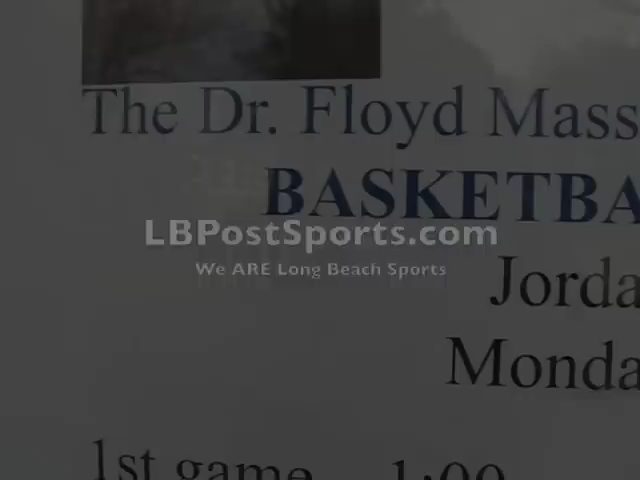 The Dr. Floyd Mass
BASKETBA
LBPostSports.com
We ARE Long Beach Sports
Jorda
Monda
1st game 1:00